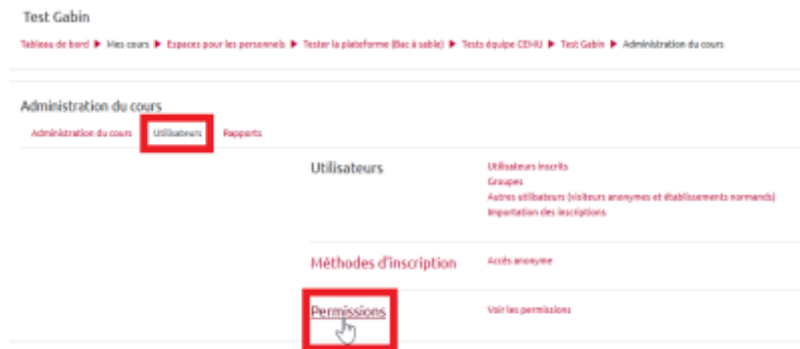 Test Gabin
Tableau de bord ▶ Mes cours ▶ Espaces pour les personnels ▶ Tester la plateforme (Bac à sable) ▶ Tests équipe CEMU ▶ Test Gabin ▶ Administration du cours
Administration du cours
Administration du cours Utilisateurs Rapports
Utilisateurs Utilisateurs inscrits
Groupes
Autres utilisateurs (visiteurs anonymes et établissements normands)
Importation des inscriptions
Méthodes d'inscription Accès anonyme
Permissions Voir les permissions